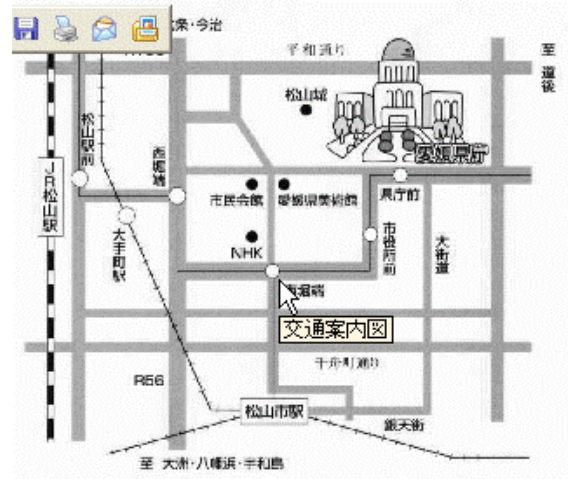 条・今治
平和通り
至 道後
松山城
松山駅前
西堀端
愛媛県庁
JR松山駅
市民会館
愛媛県美術館
県庁前
大手町駅
NHK
市役所前
大街道
南堀端
交通案内図
千舟町通り
R56
松山市駅
銀天街
至 大洲・八幡浜・宇和島